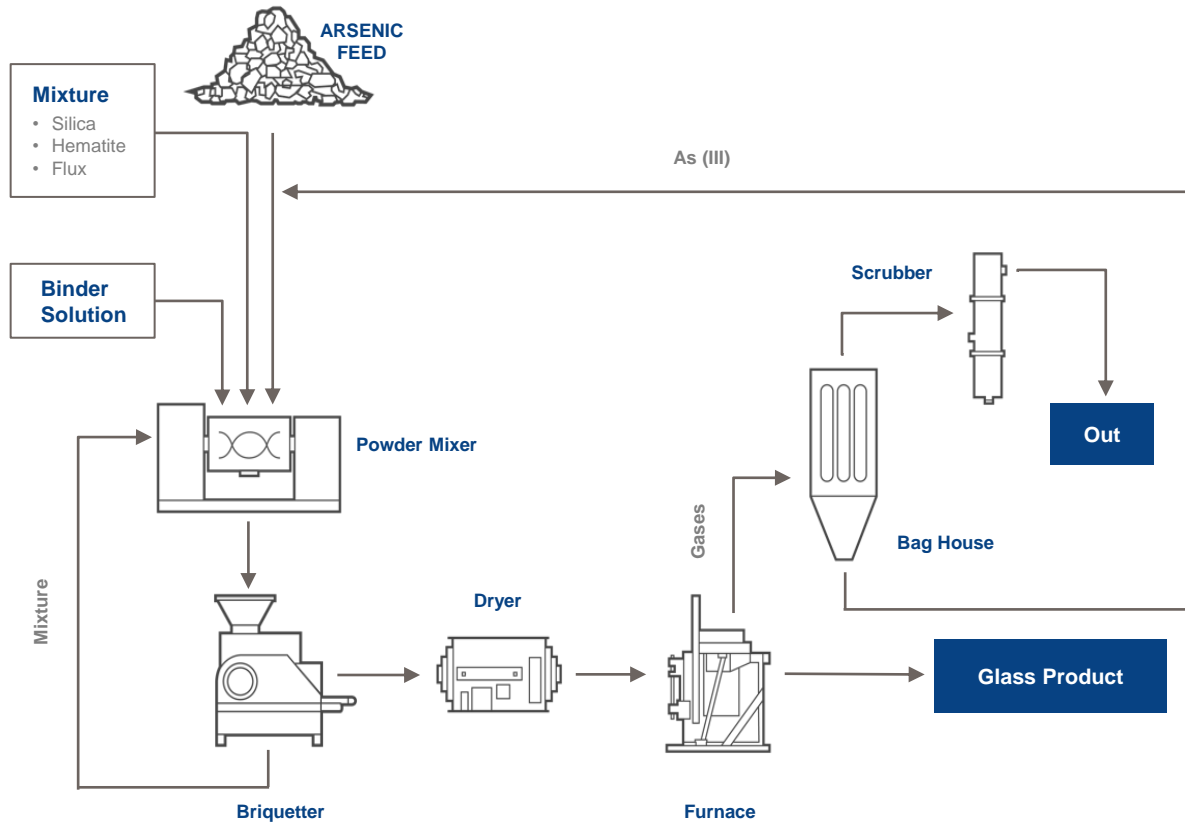 ARSENIC
FEED
Mixture
• Silica
• Hematite
• Flux
As (III)
Binder
Solution
Scrubber
Out
Powder Mixer
Gases
Bag House
Mixture
Dryer
Glass Product
Briquetter
Furnace